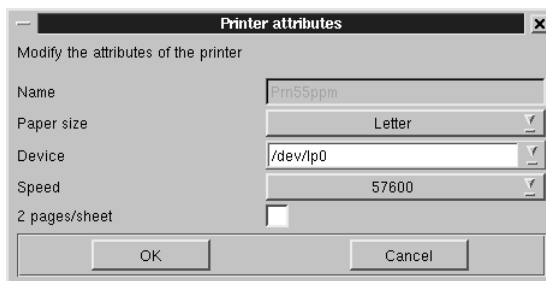 Printer attributes
Modify the attributes of the printer
Name Prn55ppm
Paper size Letter
Device /dev/lp0
Speed 57600
2 pages/sheet
OK Cancel